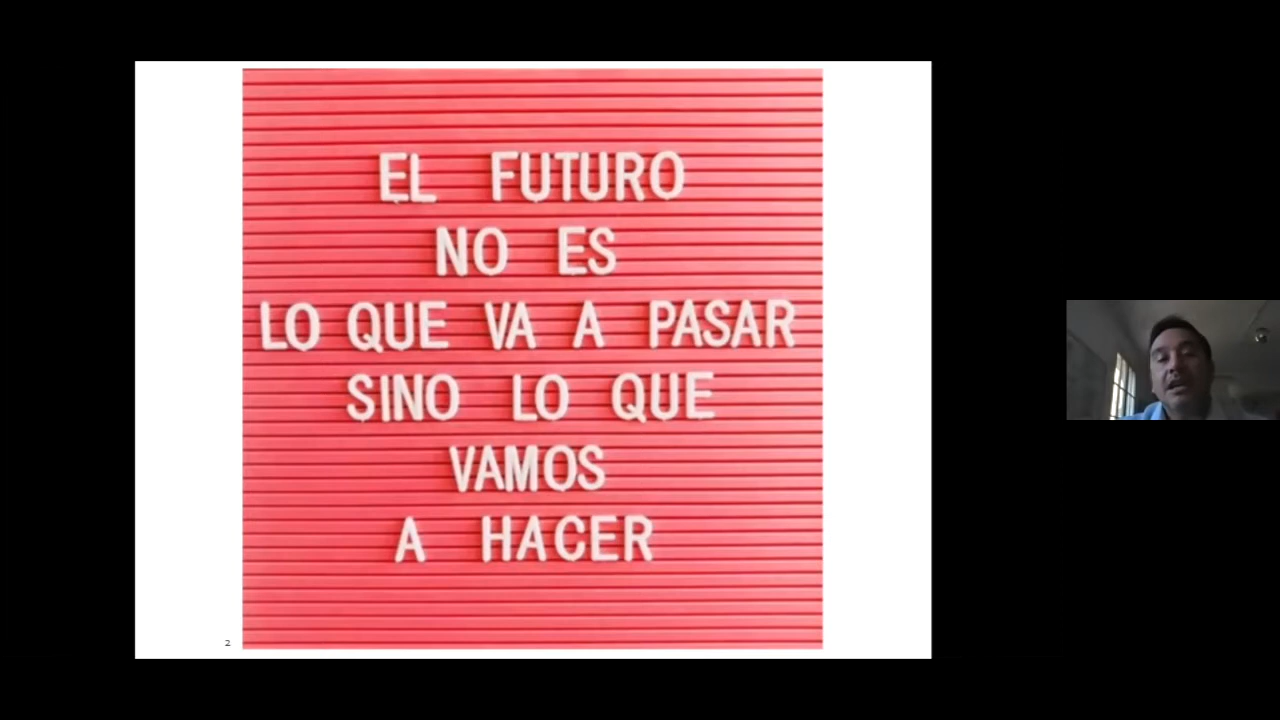 EL FUTURO
NO ES
LO QUE VA A PASAR
SINO LO QUE
VAMOS
A HACER
2